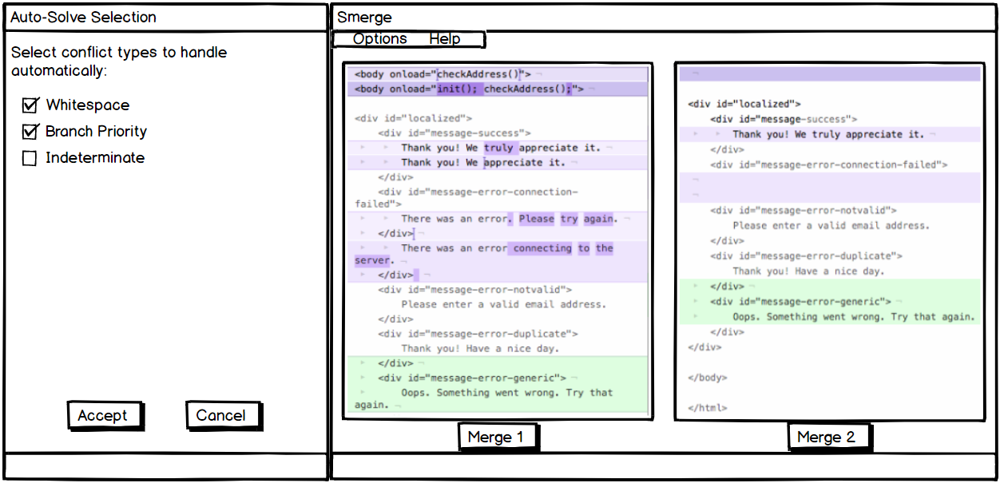 Auto-Solve Selection
Select conflict types to handle
automatically:
Whitespace
Branch Priority
Indeterminate
Accept
Cancel
Smerge
Options Help
<body onload="checkAddress()">
<body onload="init(); checkAddress();">
<div id="localized">
<div id="message-success">
Thank you! We truly appreciate it.
Thank you! We appreciate it.
</div>
<div id="message-error-connection-
failed">
There was an error. Please try again.
</div>
There was an error connecting to the
server.
</div>
<div id="message-error-notvalid">
Please enter a valid email address.
</div>
<div id="message-error-duplicate">
Thank you! Have a nice day.
</div>
<div id="message-error-generic">
Oops. Something went wrong. Try that
again.
Merge 1
<div id="localized">
<div id="message-success">
Thank you! We truly appreciate it.
</div>
<div id="message-error-connection-failed">
<div id="message-error-notvalid">
Please enter a valid email address.
</div>
<div id="message-error-duplicate">
Thank you! Have a nice day.
</div>
<div id="message-error-generic">
Oops. Something went wrong. Try that again.
</div>
</div>
</body>
</html>
Merge 2